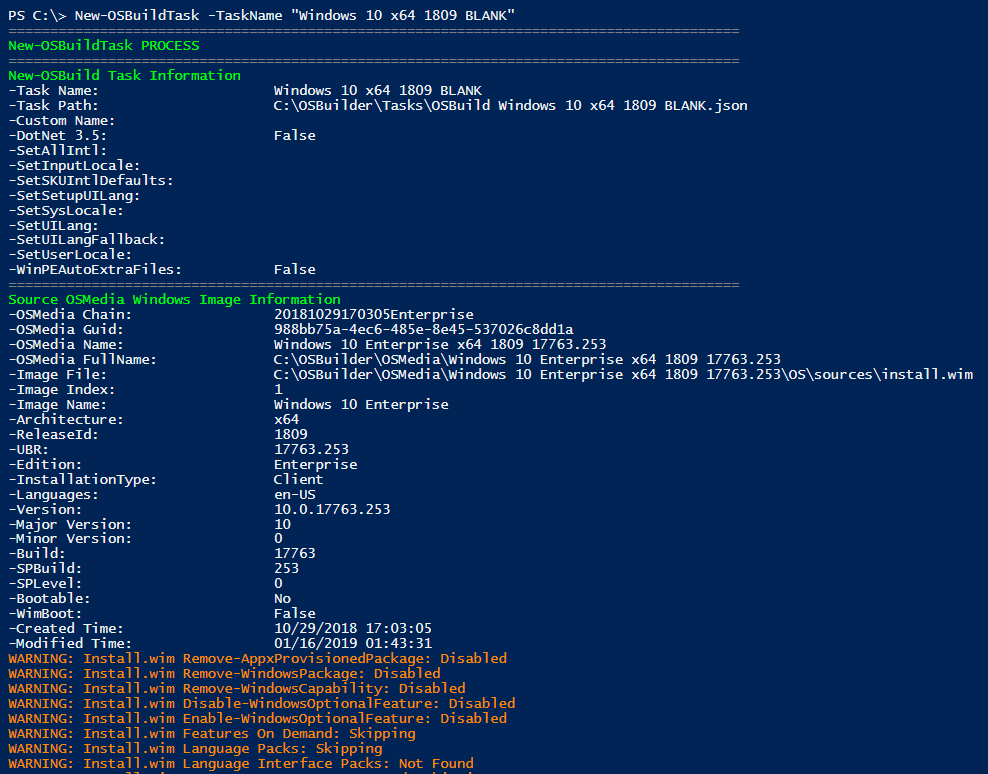 PS C:\> New-OSBuildTask -TaskName "Windows 10 x64 1809 BLANK"
========================================================================================
New-OSBuildTask PROCESS
========================================================================================
New-OSBuild Task Information
-Task Name: Windows 10 x64 1809 BLANK
-Task Path: C:\OSBuilder\Tasks\OSBuild Windows 10 x64 1809 BLANK.json
-Custom Name:
-DotNet 3.5: False
-SetAllIntl:
-SetInputLocale:
-SetSKUIntlDefaults:
-SetSetupUILang:
-SetSysLocale:
-SetUILang:
-SetUILangFallback:
-SetUserLocale:
-WinPEAutoExtraFiles: False
========================================================================================
Source OSMedia Windows Image Information
-OSMedia Chain: 20181029170305Enterprise
-OSMedia Guid: 988bb75a-4ec6-485e-8e45-537026c8dd1a
-OSMedia Name: Windows 10 Enterprise x64 1809 17763.253
-OSMedia FullName: C:\OSBuilder\OSMedia\Windows 10 Enterprise x64 1809 17763.253
-Image File: C:\OSBuilder\OSMedia\Windows 10 Enterprise x64 1809 17763.253\OS\sources\install.wim
-Image Index: 1
-Image Name: Windows 10 Enterprise
-Architecture: x64
-ReleaseId: 1809
-UBR: 17763.253
-Edition: Enterprise
-InstallationType: Client
-Languages: en-US
-Version: 10.0.17763.253
-Major Version: 10
-Minor Version: 0
-Build: 17763
-SPBuild: 253
-SPLevel: 0
-Bootable: No
-WimBoot: False
-Created Time: 10/29/2018 17:03:05
-Modified Time: 01/16/2019 01:43:31
WARNING: Install.wim Remove-AppxProvisionedPackage: Disabled
WARNING: Install.wim Remove-WindowsPackage: Disabled
WARNING: Install.wim Remove-WindowsCapability: Disabled
WARNING: Install.wim Disable-WindowsOptionalFeature: Disabled
WARNING: Install.wim Enable-WindowsOptionalFeature: Disabled
WARNING: Install.wim Features On Demand: Skipping
WARNING: Install.wim Language Packs: Skipping
WARNING: Install.wim Language Interface Packs: Not Found